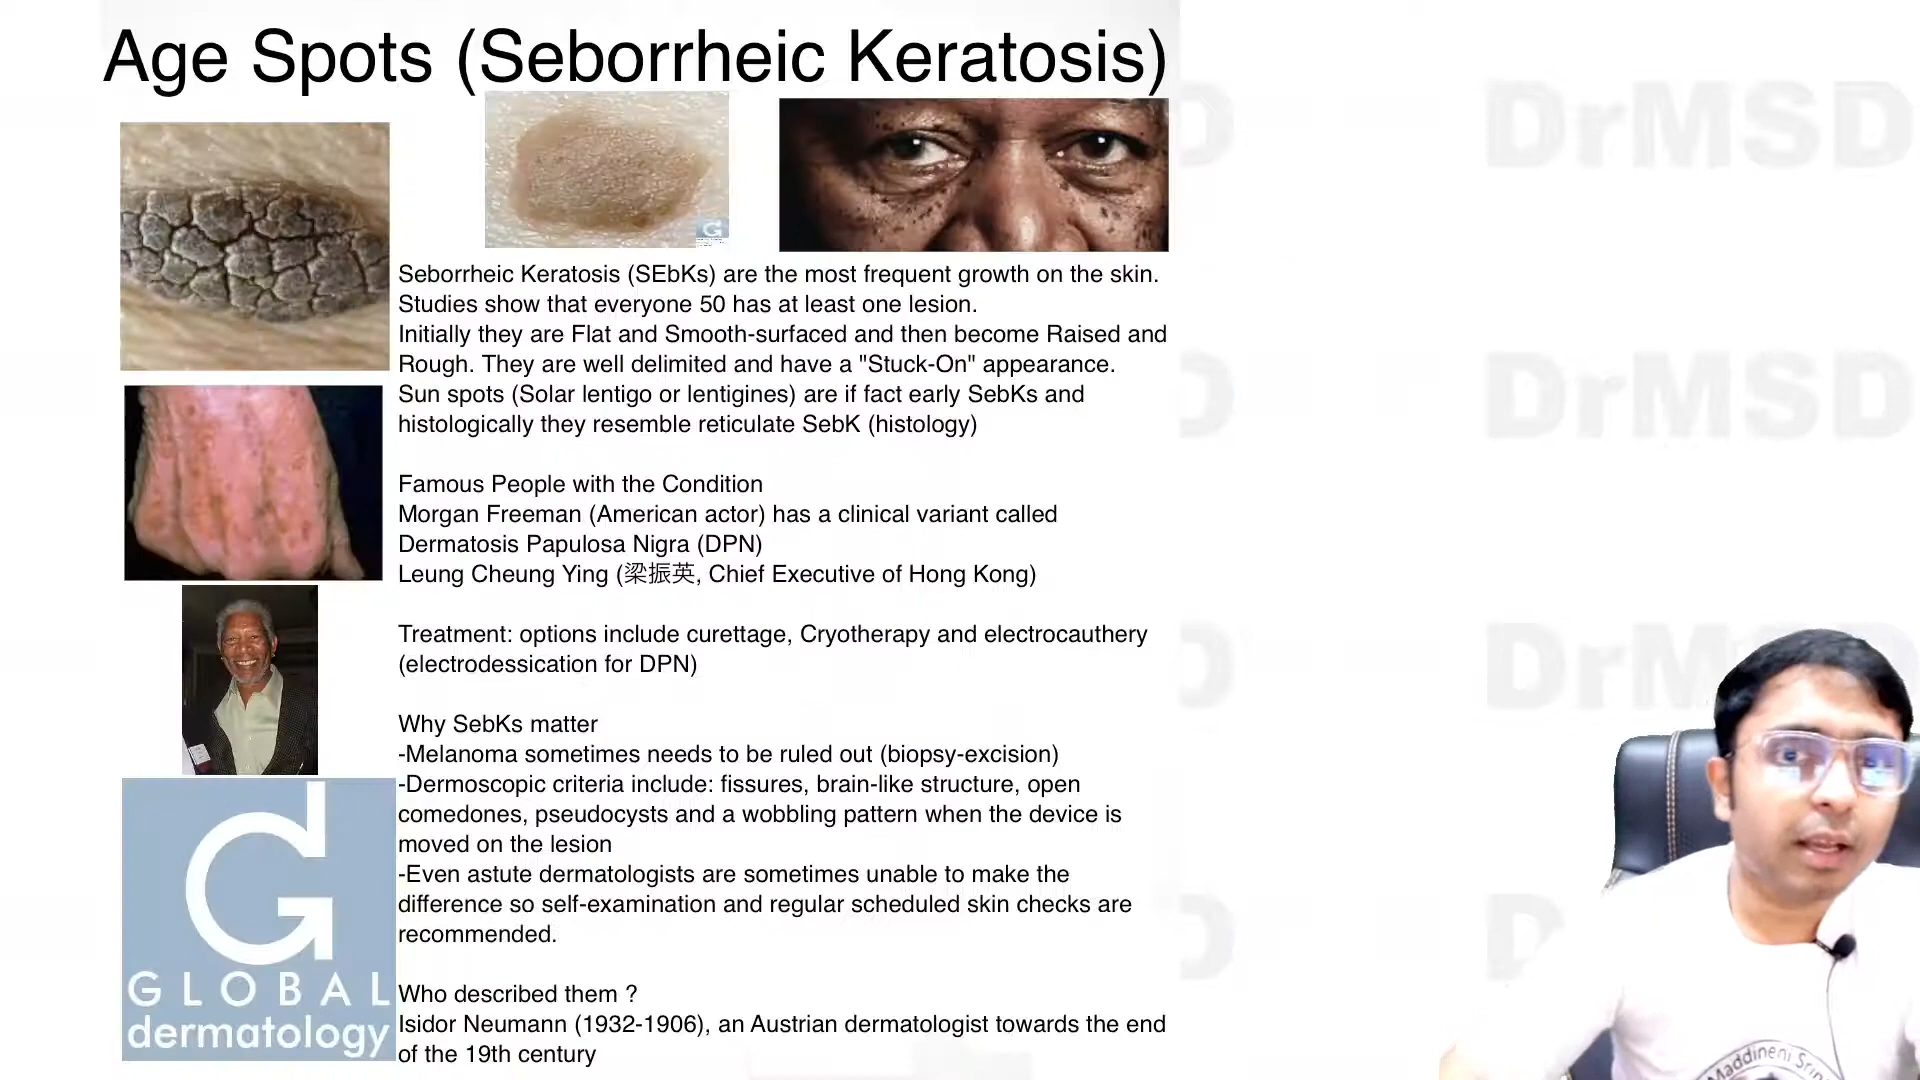 Age Spots (Seborrheic Keratosis)
DrMSD
G
Seborrheic Keratosis (SEbKs) are the most frequent growth on the skin.
Studies show that everyone 50 has at least one lesion.
Initially they are Flat and Smooth-surfaced and then become Raised and
Rough. They are well delimited and have a "Stuck-On" appearance.
Sun spots (Solar lentigo or lentigines) are if fact early SebKs and
histologically they resemble reticulate SebK (histology)
DrMSD
Famous People with the Condition
Morgan Freeman (American actor) has a clinical variant called
Dermatosis Papulosa Nigra (DPN)
Leung Cheung Ying (梁振英, Chief Executive of Hong Kong)
Treatment: options include curettage, Cryotherapy and electrocauthery
(electrodessication for DPN)
DrMSD
Why SebKs matter
-Melanoma sometimes needs to be ruled out (biopsy-excision)
-Dermoscopic criteria include: fissures, brain-like structure, open
comedones, pseudocysts and a wobbling pattern when the device is
moved on the lesion
-Even astute dermatologists are sometimes unable to make the
difference so self-examination and regular scheduled skin checks are
recommended.
Who described them ?
Isidor Neumann (1932-1906), an Austrian dermatologist towards the end
of the 19th century
G
GLOBAL
dermatology
Maddineni